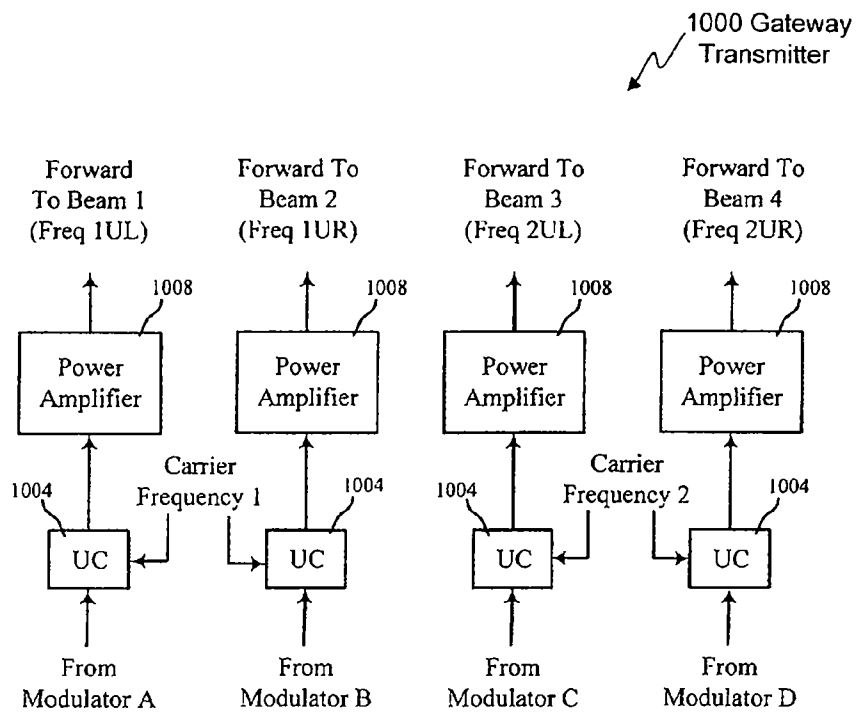 1000 Gateway
Transmitter
Forward
To Beam 1
(Freq 1UL)
Forward To
Beam 2
(Freq 1UR)
Forward To
Beam 3
(Freq 2UL)
Forward To
Beam 4
(Freq 2UR)
1008
1008
1008
1008
Power
Amplifier
Power
Amplifier
Power
Amplifier
Power
Amplifier
1004
Carrier
Frequency 1
1004
1004
Carrier
Frequency 2
1004
UC
UC
UC
UC
From
Modulator A
From
Modulator B
From
Modulator C
From
Modulator D